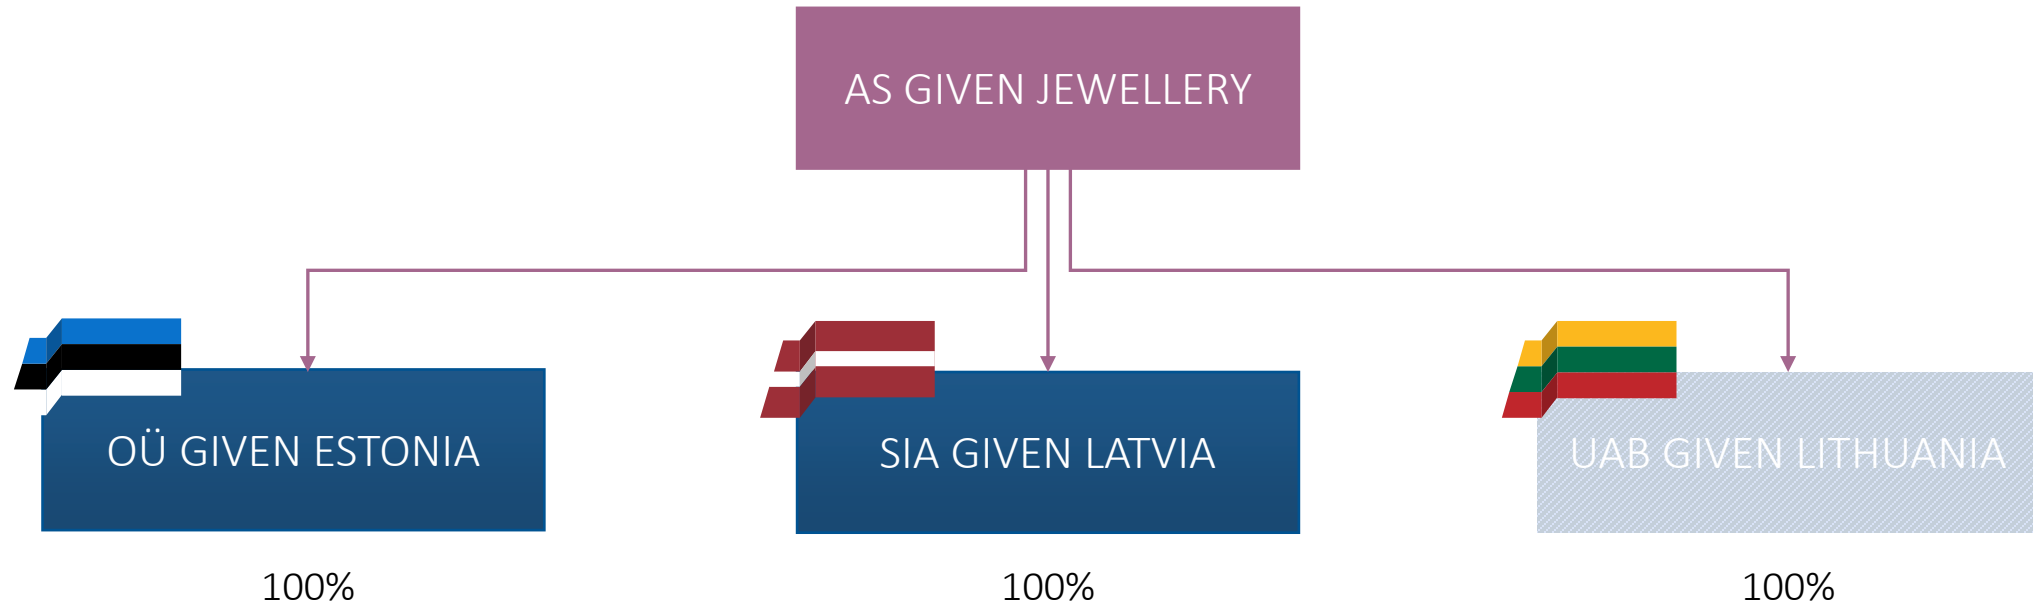 AS GIVEN JEWELLERY
OÜ GIVEN ESTONIA
SIA GIVEN LATVIA
UAB GIVEN LITHUANIA
100%
100%
100%